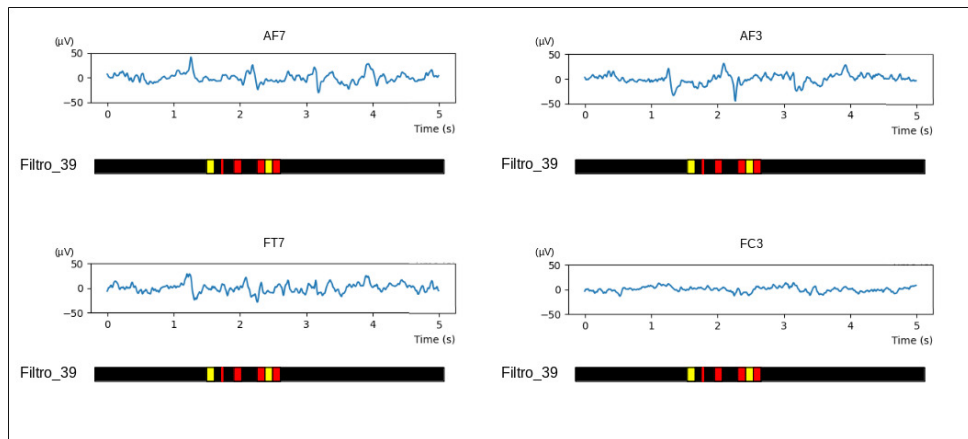 AF7
(µV)
50
0
−50
0 1 2 3 4 5
Time (s)
Filtro_39
AF3
(µV)
50
0
−50
0 1 2 3 4 5
Time (s)
Filtro_39
FT7
(µV)
50
0
−50
0 1 2 3 4 5
Time (s)
Filtro_39
FC3
(µV)
50
0
−50
0 1 2 3 4 5
Time (s)
Filtro_39